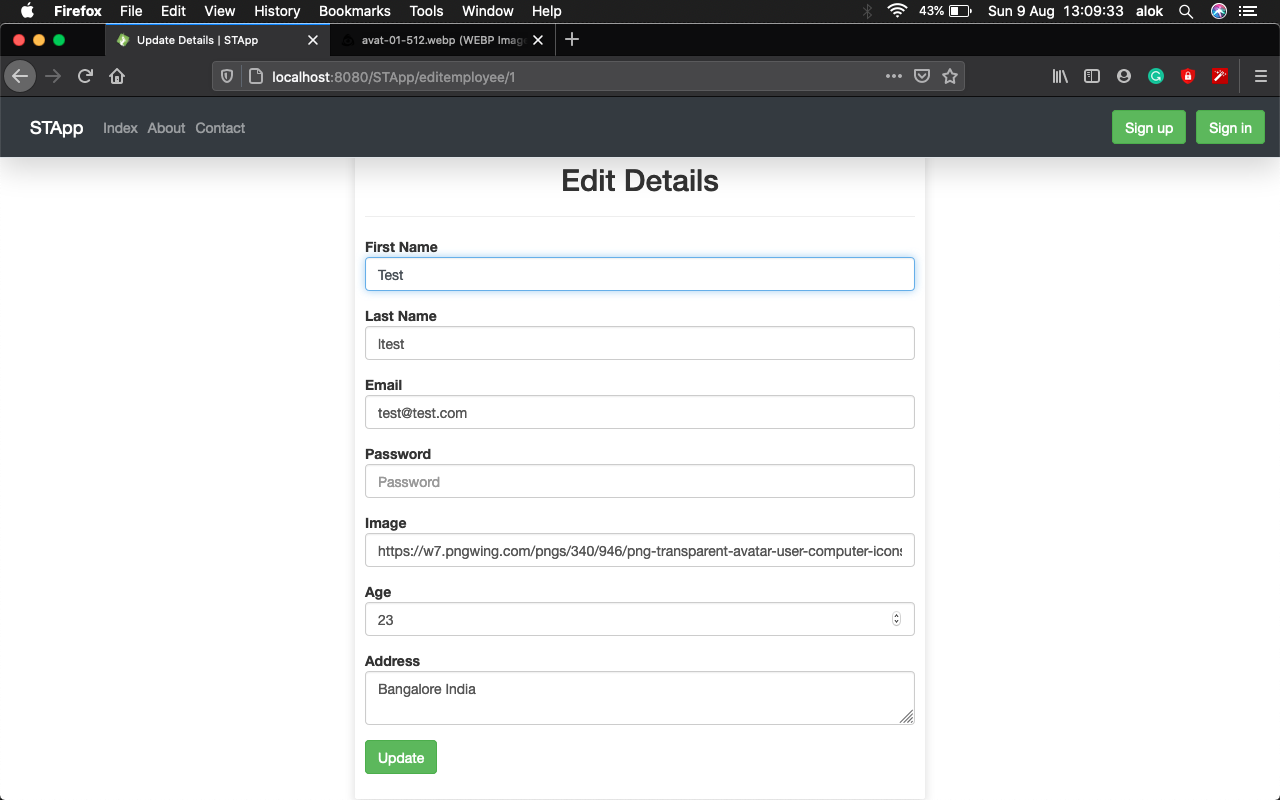 Firefox File Edit View History Bookmarks Tools Window Help 43% Sun 9 Aug 13:09:33 alok
Update Details | STApp avat-01-512.webp (WEBP Imag
localhost:8080/STApp/editemployee/1
STApp Index About Contact Sign up Sign in
Edit Details
First Name
Test
Last Name
ltest
Email
test@test.com
Password
Password
Image
https://w7.pngwing.com/pngs/340/946/png-transparent-avatar-user-computer-icons
Age
23
Address
Bangalore India
Update